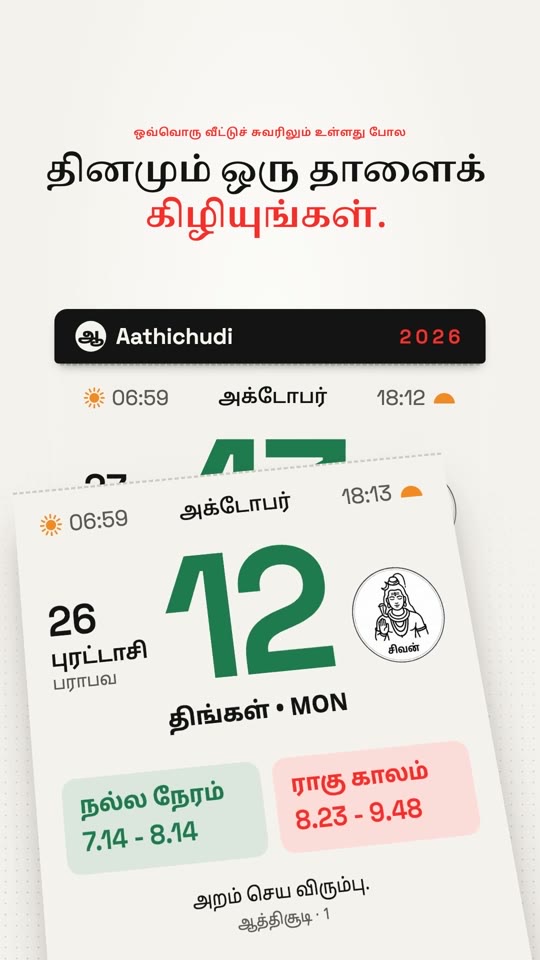 ஒவ்வொரு வீட்டுச் சுவரிலும் உள்ளது போல
தினமும் ஒரு தாளைக்
கிழியுங்கள்.
ஆ Aathichudi 2026
06:59 அக்டோபர் 18:12
06:59 அக்டோபர் 18:13
26
புரட்டாசி
பராபவ
12
சிவன்
திங்கள் • MON
நல்ல நேரம்
7.14 - 8.14
ராகு காலம்
8.23 - 9.48
அறம் செய விரும்பு.
ஆத்திசூடி · 1